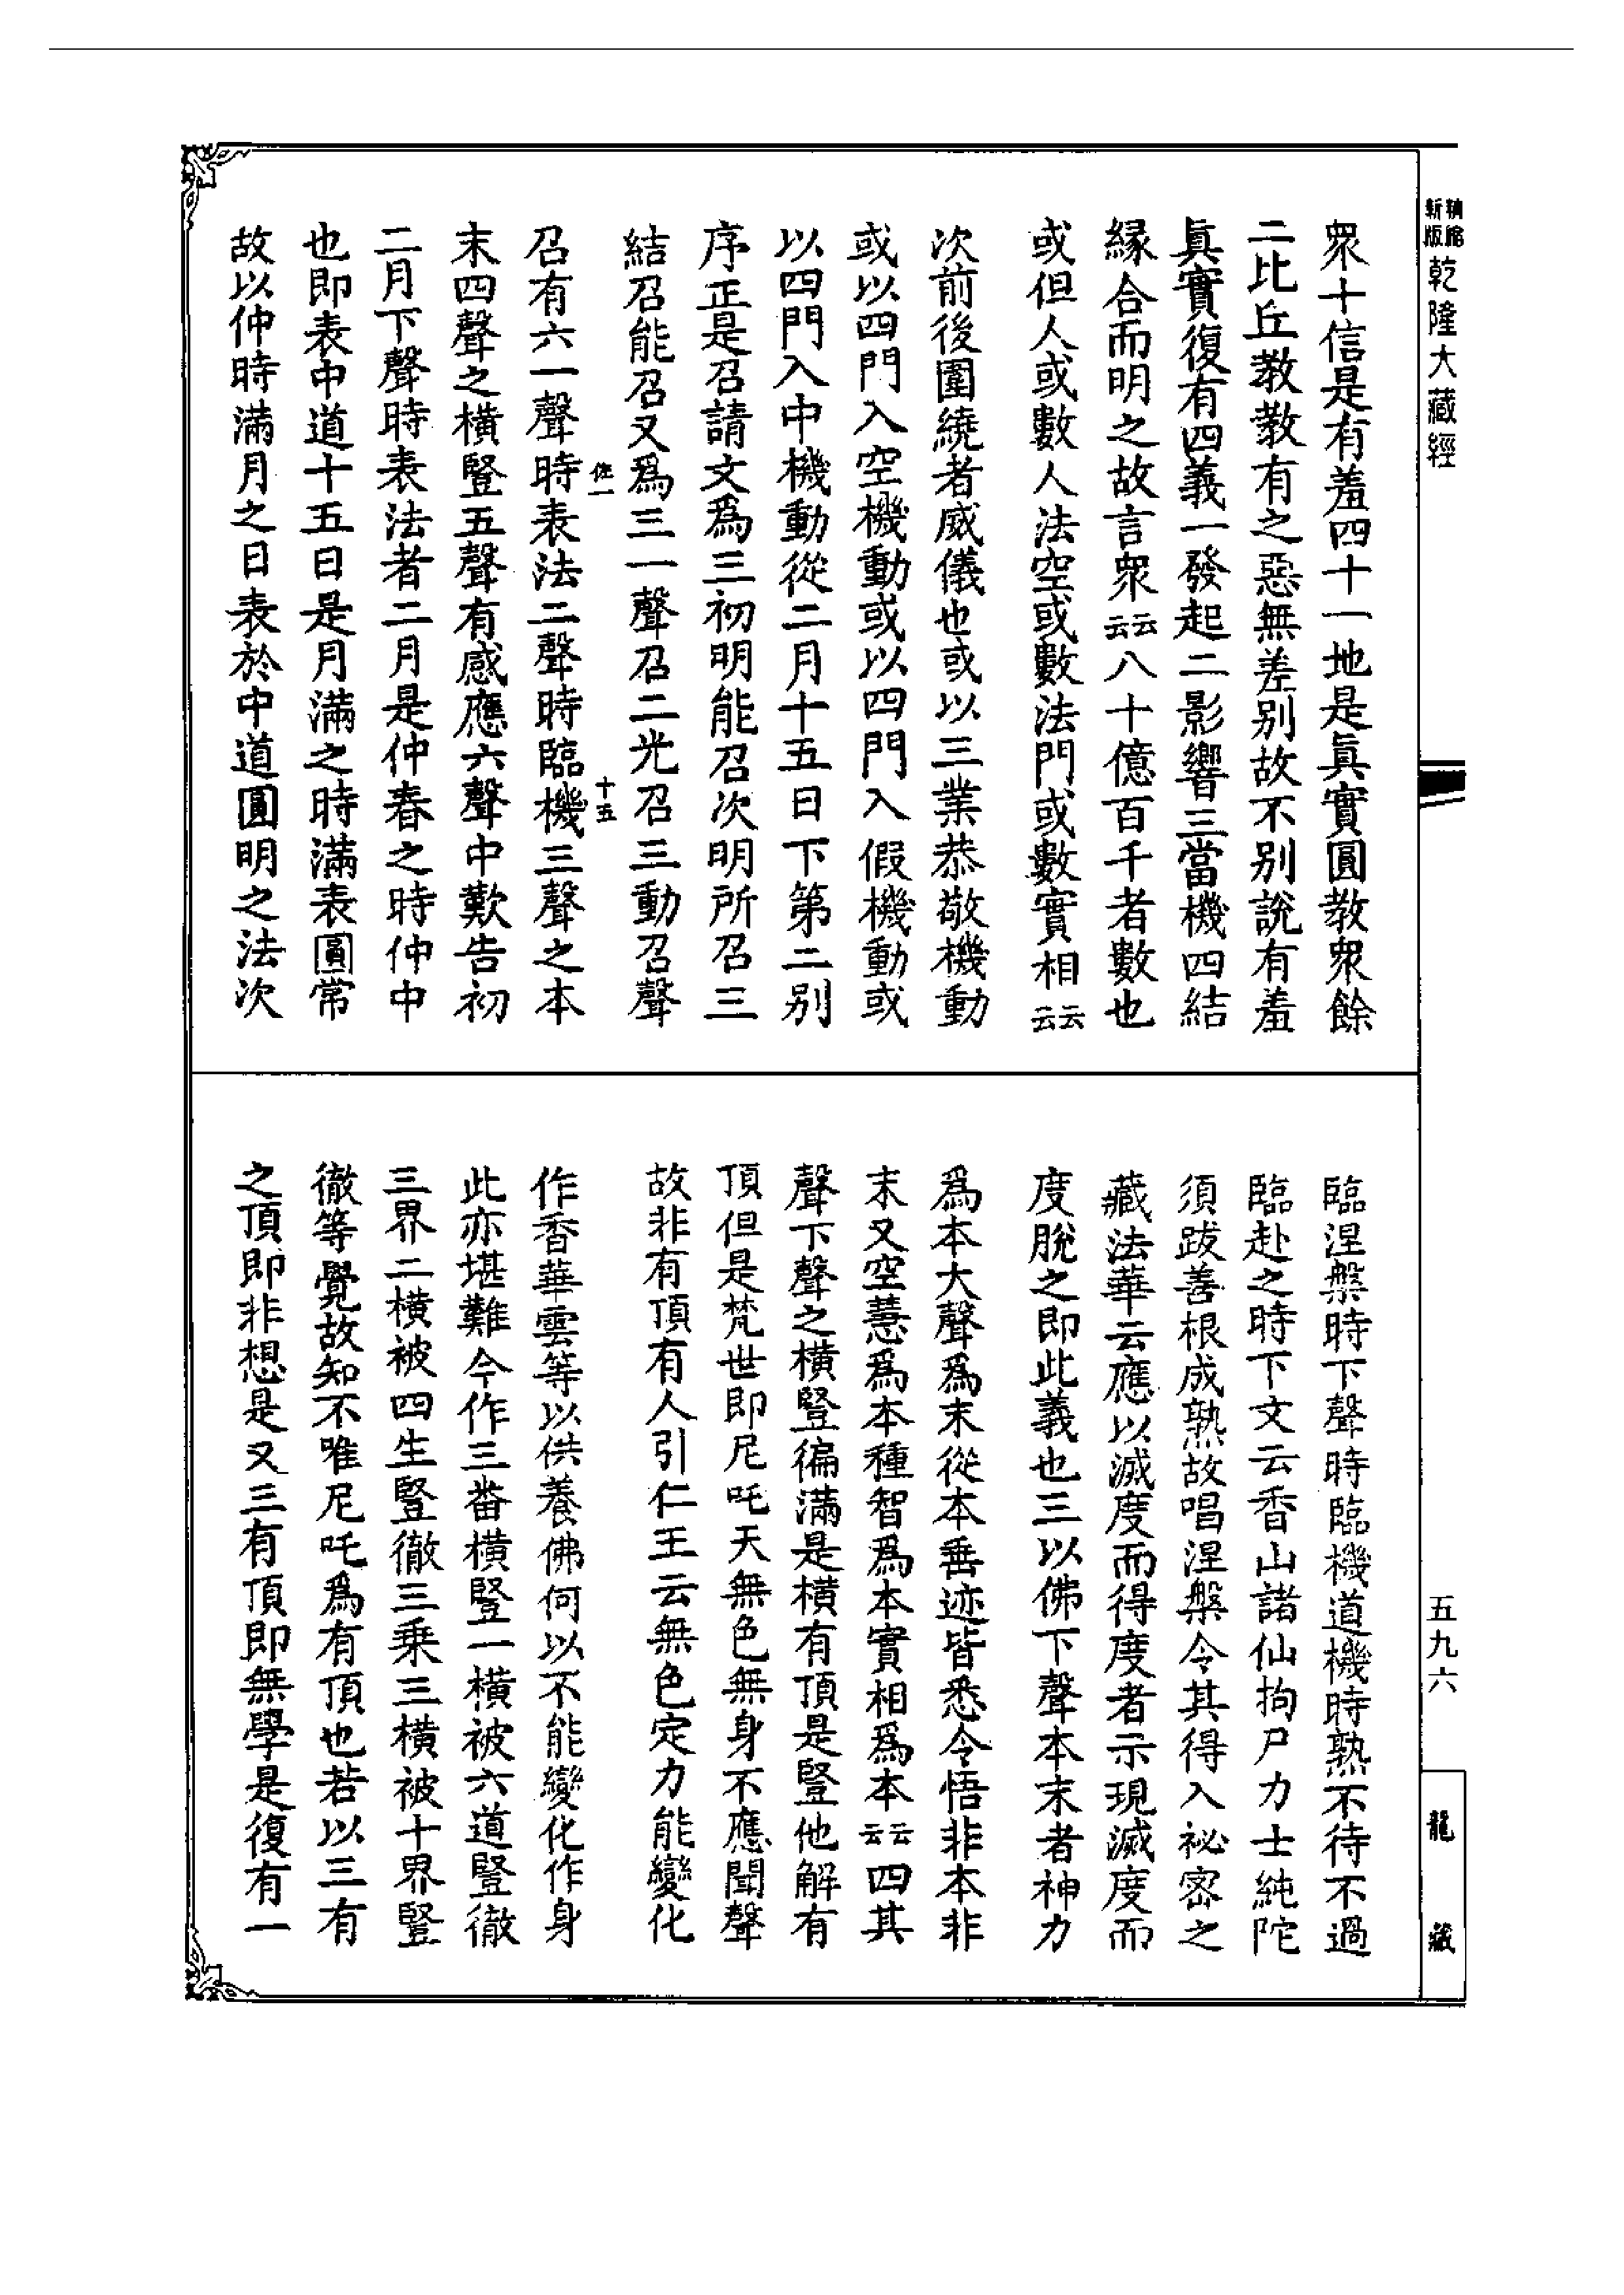 精縮新版乾隆大藏經
五九六
龍藏
眾十信是有羞四十一地是眞實圓教眾餘
二比丘教教有之惡無差别故不别說有羞
眞實復有四義一發起二影響三當機四結
縁合而明之故言眾云云八十億百千者數也
或但人或數人法空或數法門或數實相云云
次前後圍繞者威儀也或以三業恭敬機動
或以四門入空機動或以四門入假機動或
以四門入中機動從二月十五日下第二别
序正是召請文爲三初明能召次明所召三
結召能召又爲三一聲召二光召三動召聲
十五
召有六一聲時表法二聲時臨機三聲之本
末四聲之橫豎五聲有感應六聲中歎告初
二月下聲時表法者二月是仲春之時仲中
也即表中道十五日是月滿之時滿表圓常
故以仲時滿月之日表於中道圓明之法次
臨涅槃時下聲時臨機道機時熟不待不過
臨赴之時下文云香山諸仙拘尸力士純陀
須跋善根成熟故唱涅槃令其得入祕密之
藏法華云應以滅度而得度者示現滅度而
度脫之即此義也三以佛下聲本末者神力
爲本大聲爲末從本垂迹皆悉令悟非本非
末又空慧爲本種智爲本實相爲本云云四其
聲下聲之橫豎徧滿是橫有頂是豎他解有
頂但是梵世即尼吒天無色無身不應聞聲
故非有頂有人引仁王云無色定力能變化
作香華雲等以供養佛何以不能變化作身
此亦堪難今作三番橫豎一橫被六道豎徹
三界二橫被四生豎徹三乘三橫被十界豎
徹等覺故知不唯尼吒爲有頂也若以三有
之頂即非想是又三有頂即無學是復有一